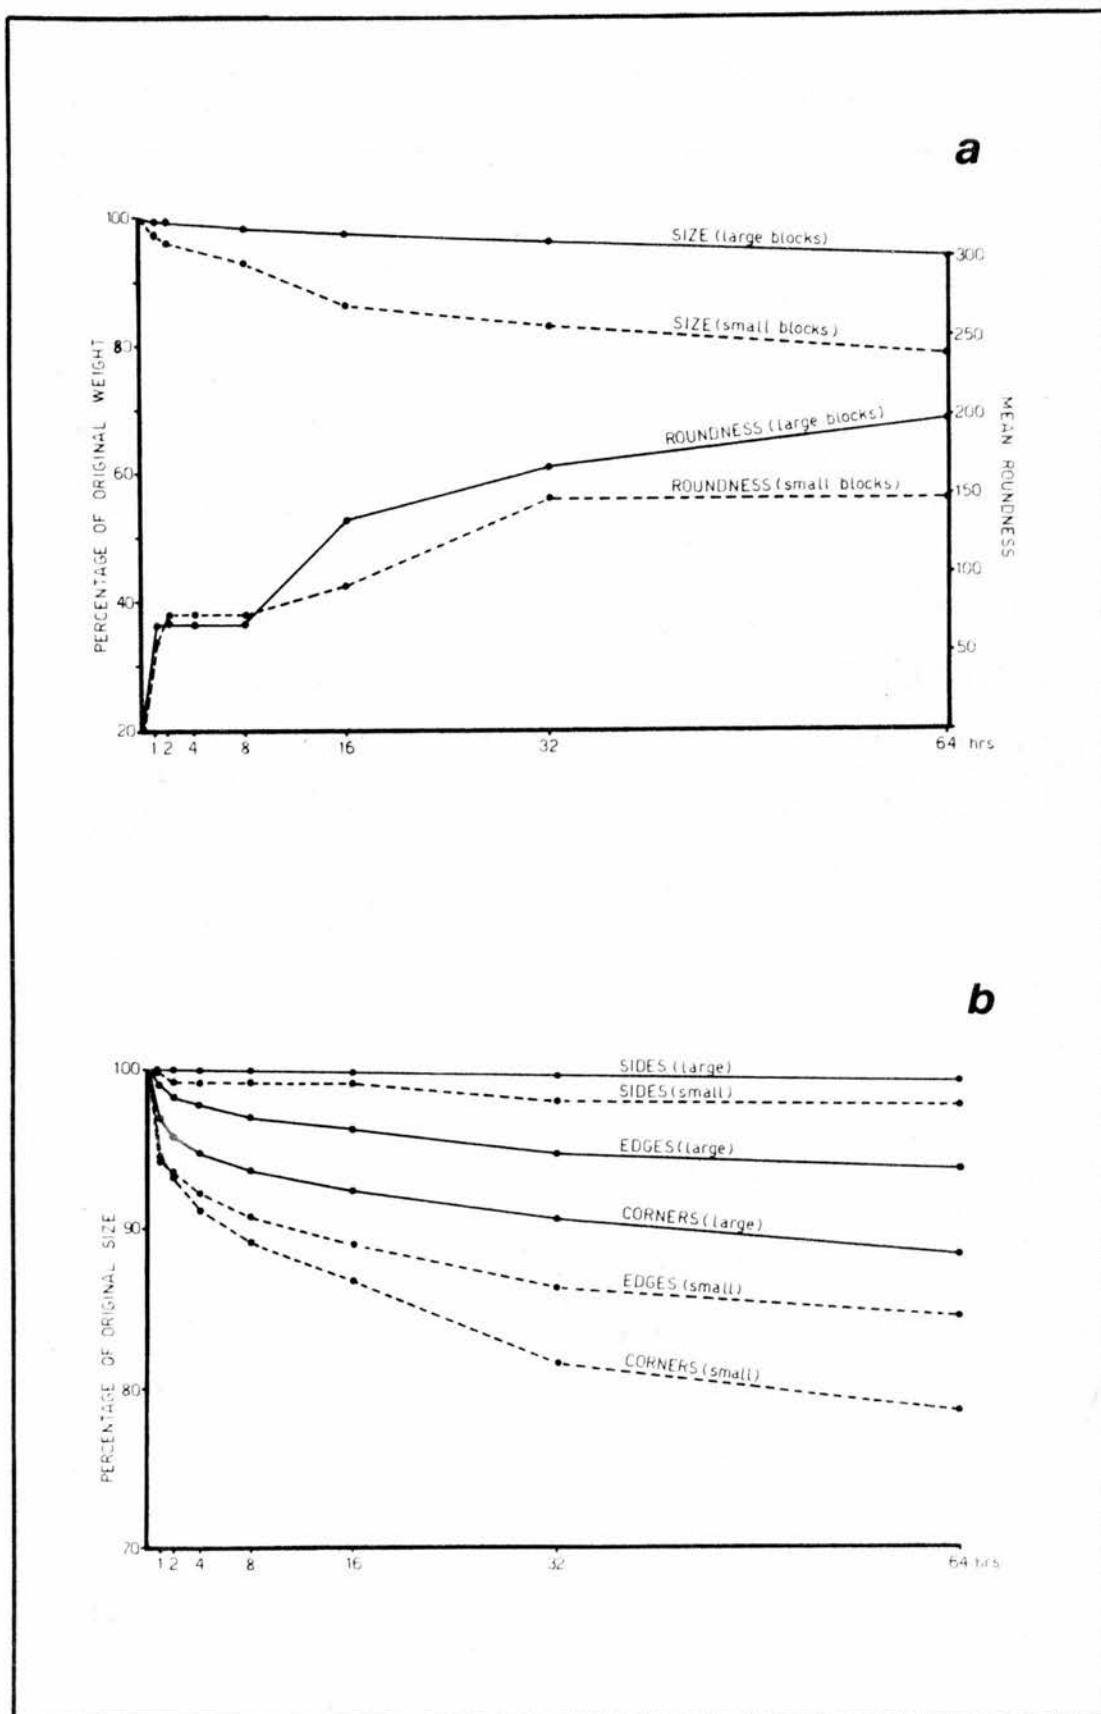 a
100
80
60
40
20
PERCENTAGE OF ORIGINAL WEIGHT
SIZE (large blocks)
SIZE (small blocks)
ROUNDNESS (large blocks)
ROUNDNESS (small blocks)
300
250
200
150
100
50
MEAN ROUNDNESS
1 2 4 8 16 32 64 hrs
b
100
90
80
70
PERCENTAGE OF ORIGINAL SIZE
SIDES (large)
SIDES (small)
EDGES (large)
CORNERS (large)
EDGES (small)
CORNERS (small)
1 2 4 8 16 32 64 hrs